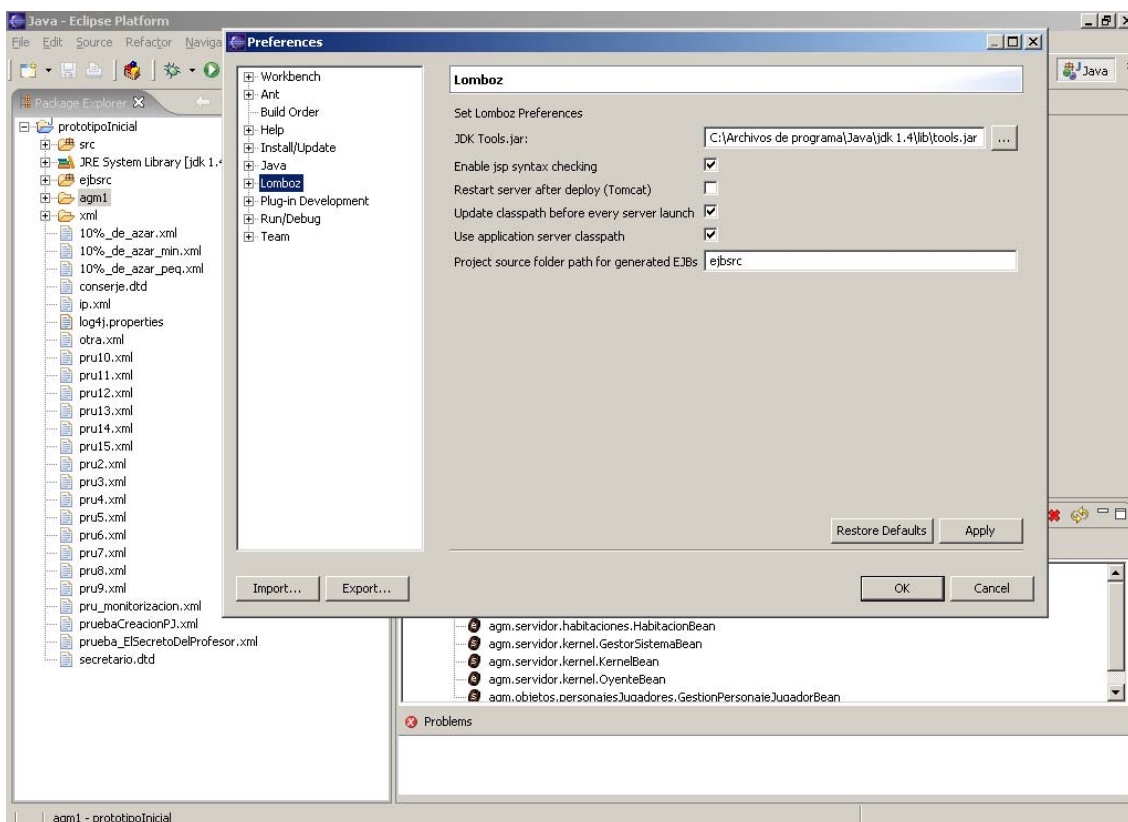 Java - Eclipse Platform
File Edit Source Refactor Naviga
Java
Package Explorer
prototipoInicial
src
JRE System Library [jdk 1.4
ejbsrc
agm1
xml
10%_de_azar.xml
10%_de_azar_min.xml
10%_de_azar_peq.xml
conserje.dtd
ip.xml
log4j.properties
otra.xml
pru10.xml
pru11.xml
pru12.xml
pru13.xml
pru14.xml
pru15.xml
pru2.xml
pru3.xml
pru4.xml
pru5.xml
pru6.xml
pru7.xml
pru8.xml
pru9.xml
pru_monitorizacion.xml
pruebaCreacionPJ.xml
prueba_ElSecretoDelProfesor.xml
secretario.dtd
Preferences
Workbench
Ant
Build Order
Help
Install/Update
Java
Lomboz
Plug-in Development
Run/Debug
Team
Lomboz
Set Lomboz Preferences
JDK Tools.jar: C:\Archivos de programa\Java\jdk 1.4\lib\tools.jar ...
Enable jsp syntax checking
Restart server after deploy (Tomcat)
Update classpath before every server launch
Use application server classpath
Project source folder path for generated EJBs ejbsrc
Restore Defaults Apply
Import... Export... OK Cancel
agm.servidor.habitaciones.HabitacionBean
agm.servidor.kernel.GestorSistemaBean
agm.servidor.kernel.KernelBean
agm.servidor.kernel.OyenteBean
agm.objetos.personajesJugadores.GestionPersonajeJugadorBean
Problems
agm1 - prototipoInicial